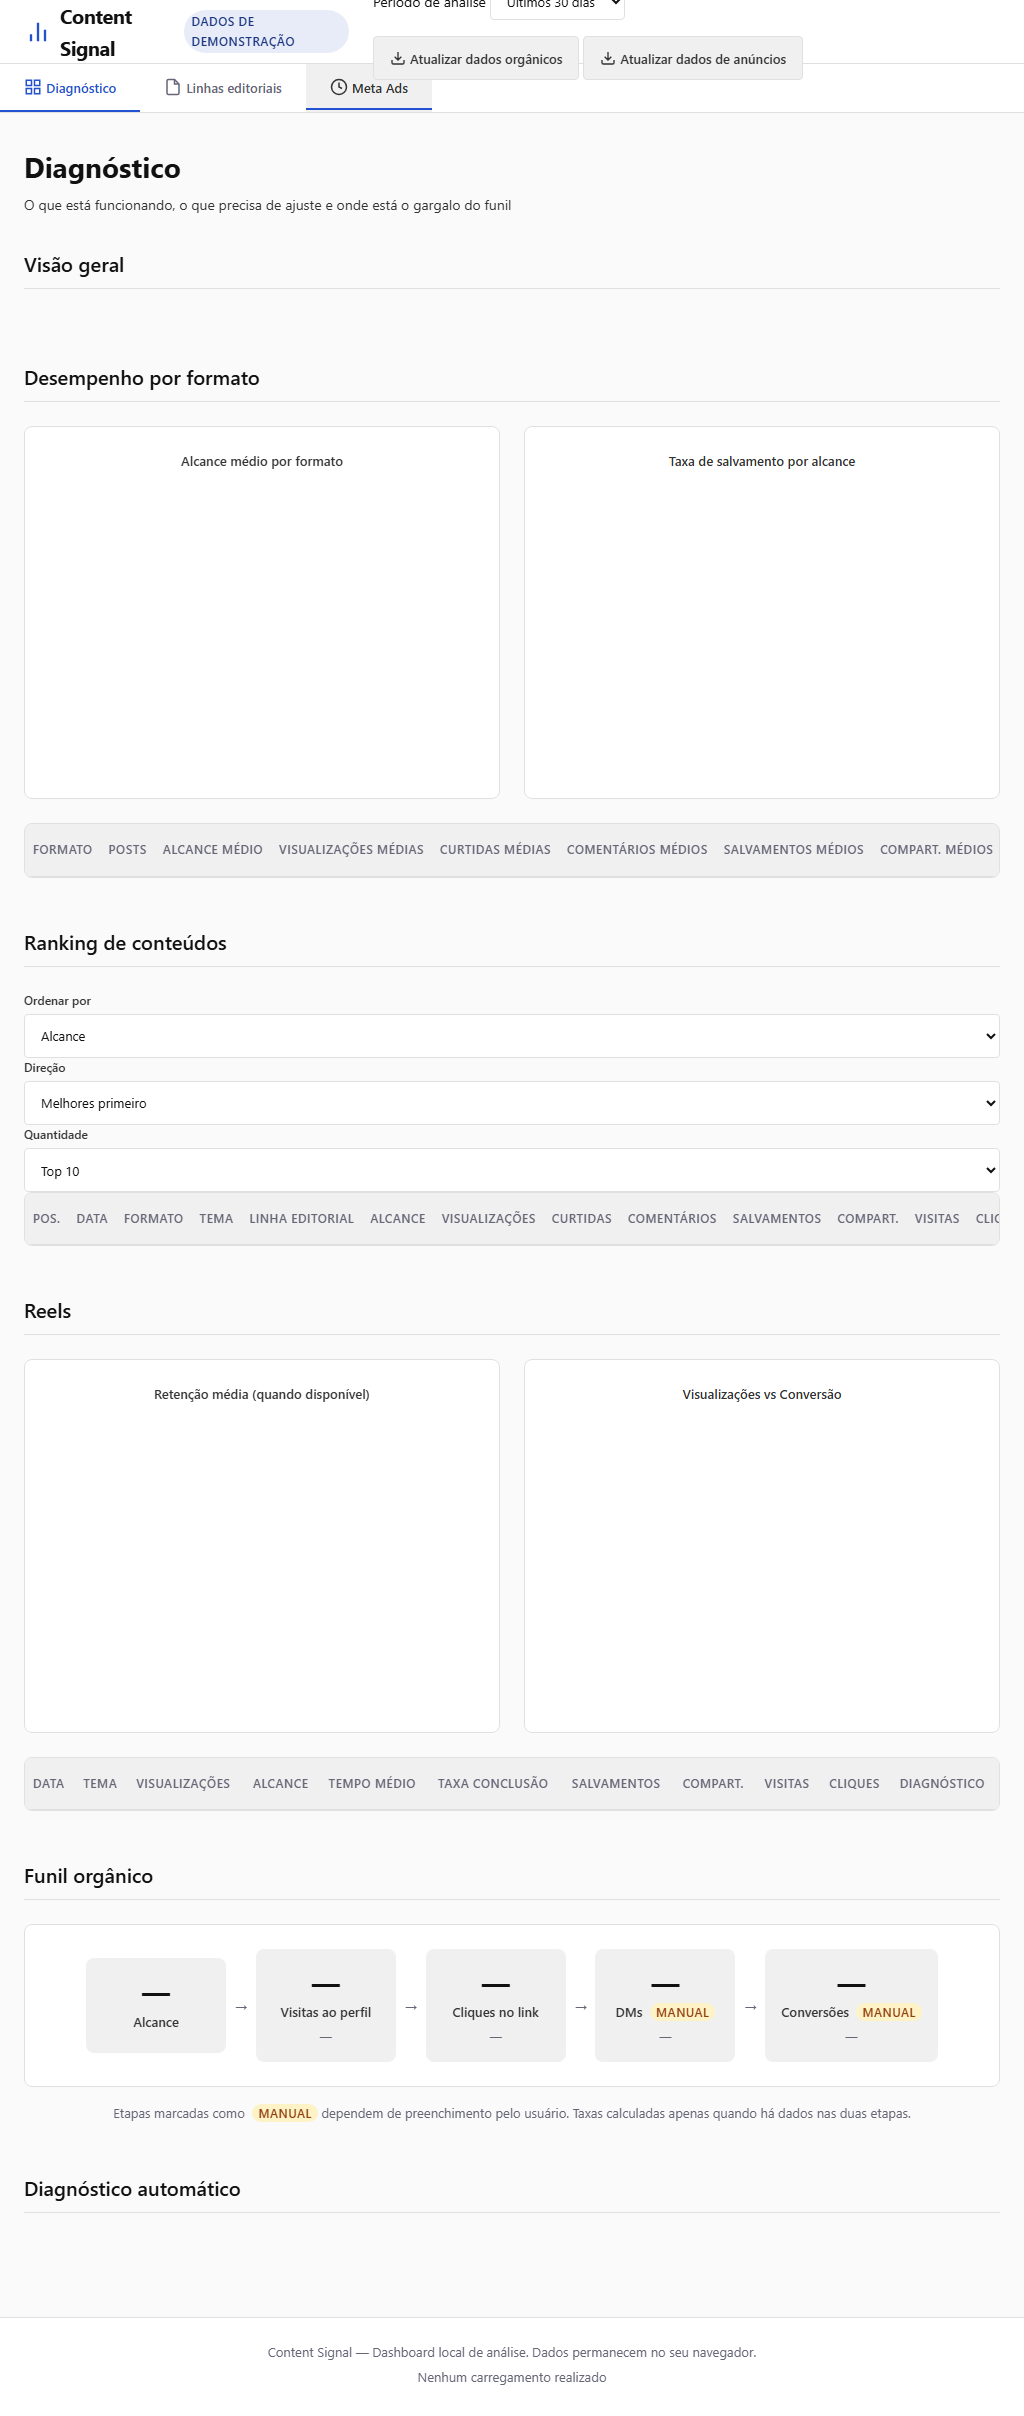 Content
Signal
DADOS DE
DEMONSTRAÇÃO
Período de análise
Últimos 30 dias
Atualizar dados orgânicos
Atualizar dados de anúncios
Diagnóstico
Linhas editoriais
Meta Ads
Diagnóstico
O que está funcionando, o que precisa de ajuste e onde está o gargalo do funil
Visão geral
Desempenho por formato
Alcance médio por formato
Taxa de salvamento por alcance
FORMATO POSTS ALCANCE MÉDIO VISUALIZAÇÕES MÉDIAS CURTIDAS MÉDIAS COMENTÁRIOS MÉDIOS SALVAMENTOS MÉDIOS COMPART. MÉDIOS
Ranking de conteúdos
Ordenar por
Alcance
Direção
Melhores primeiro
Quantidade
Top 10
POS. DATA FORMATO TEMA LINHA EDITORIAL ALCANCE VISUALIZAÇÕES CURTIDAS COMENTÁRIOS SALVAMENTOS COMPART. VISITAS
Reels
Retenção média (quando disponível)
Visualizações vs Conversão
DATA TEMA VISUALIZAÇÕES ALCANCE TEMPO MÉDIO TAXA CONCLUSÃO SALVAMENTOS COMPART. VISITAS CLIQUES DIAGNÓSTICO
Funil orgânico
—
Alcance
→
—
Visitas ao perfil
—
→
—
Cliques no link
—
→
—
DMs MANUAL
—
→
—
Conversões MANUAL
—
Etapas marcadas como MANUAL dependem de preenchimento pelo usuário. Taxas calculadas apenas quando há dados nas duas etapas.
Diagnóstico automático
Content Signal — Dashboard local de análise. Dados permanecem no seu navegador.
Nenhum carregamento realizado